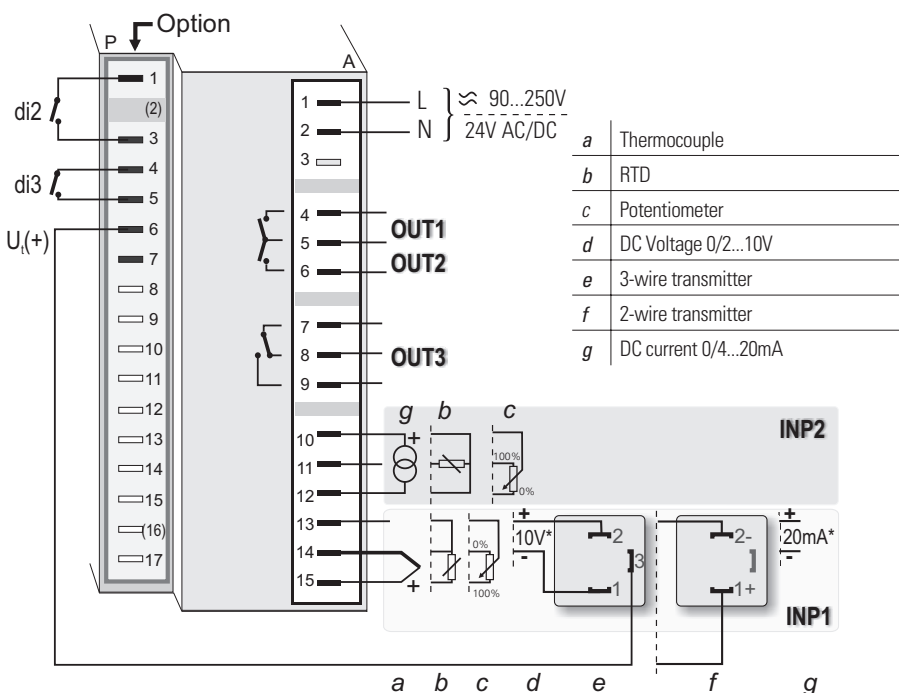 Option
P
1
(2)
3
4
5
6
7
8
9
10
11
12
13
14
15
(16)
17
di2
di3
Ut(+)
A
1
2
3
4
5
6
7
8
9
10
11
12
13
14
15
L
N
≈ 90...250V
24V AC/DC
OUT1
OUT2
OUT3
a Thermocouple
b RTD
c Potentiometer
d DC Voltage 0/2...10V
e 3-wire transmitter
f 2-wire transmitter
g DC current 0/4...20mA
g b c
INP2
+
100%
0%
+
0%
100%
+
10V*
-
2
3
1
2-
1+
+
20mA*
-
INP1
a b c d e f g